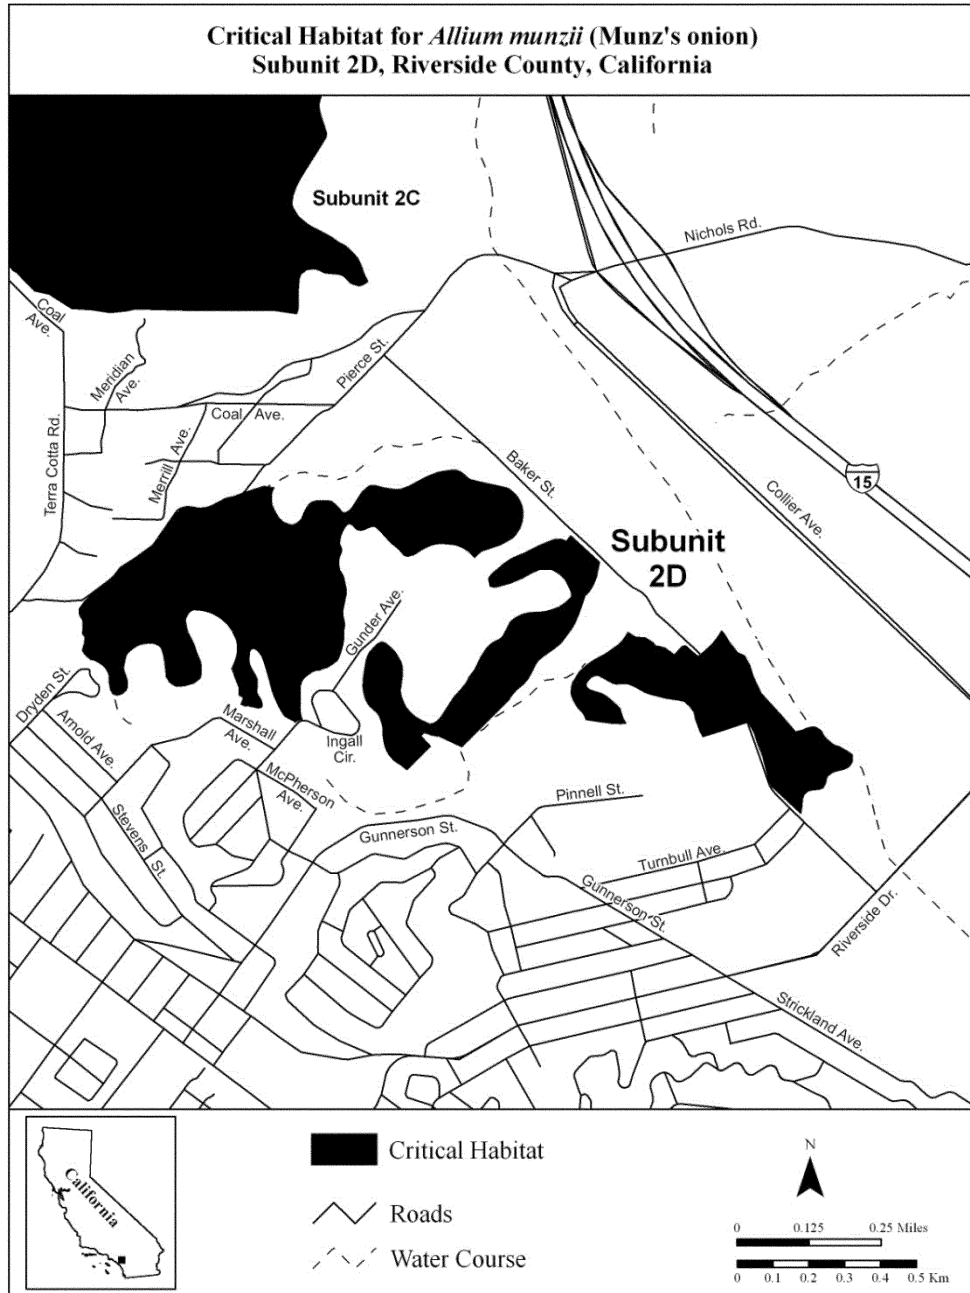 Critical Habitat for Allium munzii (Munz's onion)
Subunit 2D, Riverside County, California
Subunit 2C
Nichols Rd.
Coal
Ave.
Meridian
Ave.
Pierce St.
Coal Ave.
Terra Cotta Rd.
Merrill Ave.
Baker St.
Collier Ave.
15
Subunit
2D
Gunder Ave.
Dryden St.
Arnold Ave.
Marshall
Ave.
Ingall
Cir.
McPherson
Ave.
Stevens St.
Gunnerson St.
Pinnell St.
Turnbull Ave.
Gunnerson St.
Riverside Dr.
Strickland Ave.
California
Critical Habitat
Roads
Water Course
N
0 0.125 0.25 Miles
0 0.1 0.2 0.3 0.4 0.5 Km